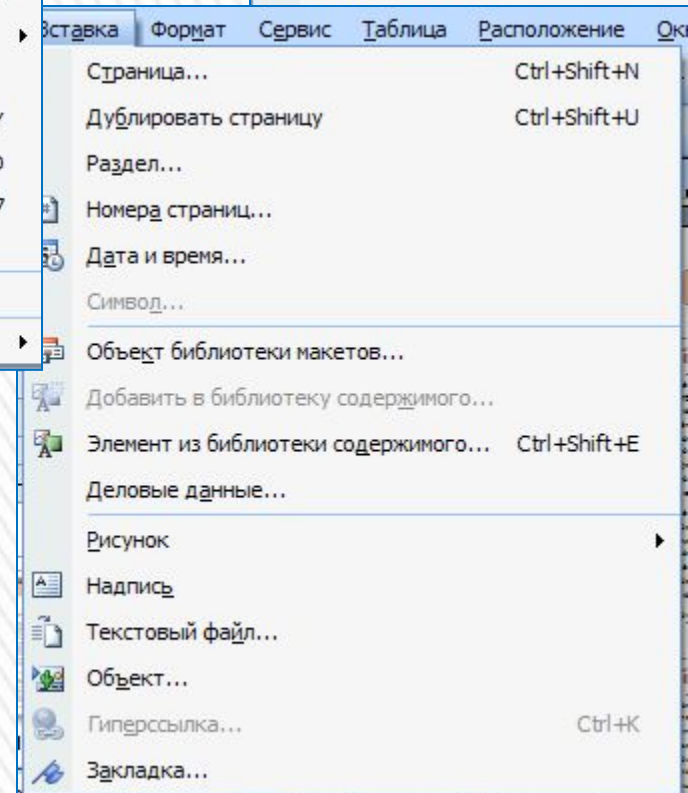 Вставка Формат Сервис Таблица Расположение
Страница... Ctrl+Shift+N
Дублировать страницу Ctrl+Shift+U
Раздел...
Номера страниц...
Дата и время...
Символ...
Объект библиотеки макетов...
Добавить в библиотеку содержимого...
Элемент из библиотеки содержимого... Ctrl+Shift+E
Деловые данные...
Рисунок
Надпись
Текстовый файл...
Объект...
Гиперссылка... Ctrl+K
Закладка...